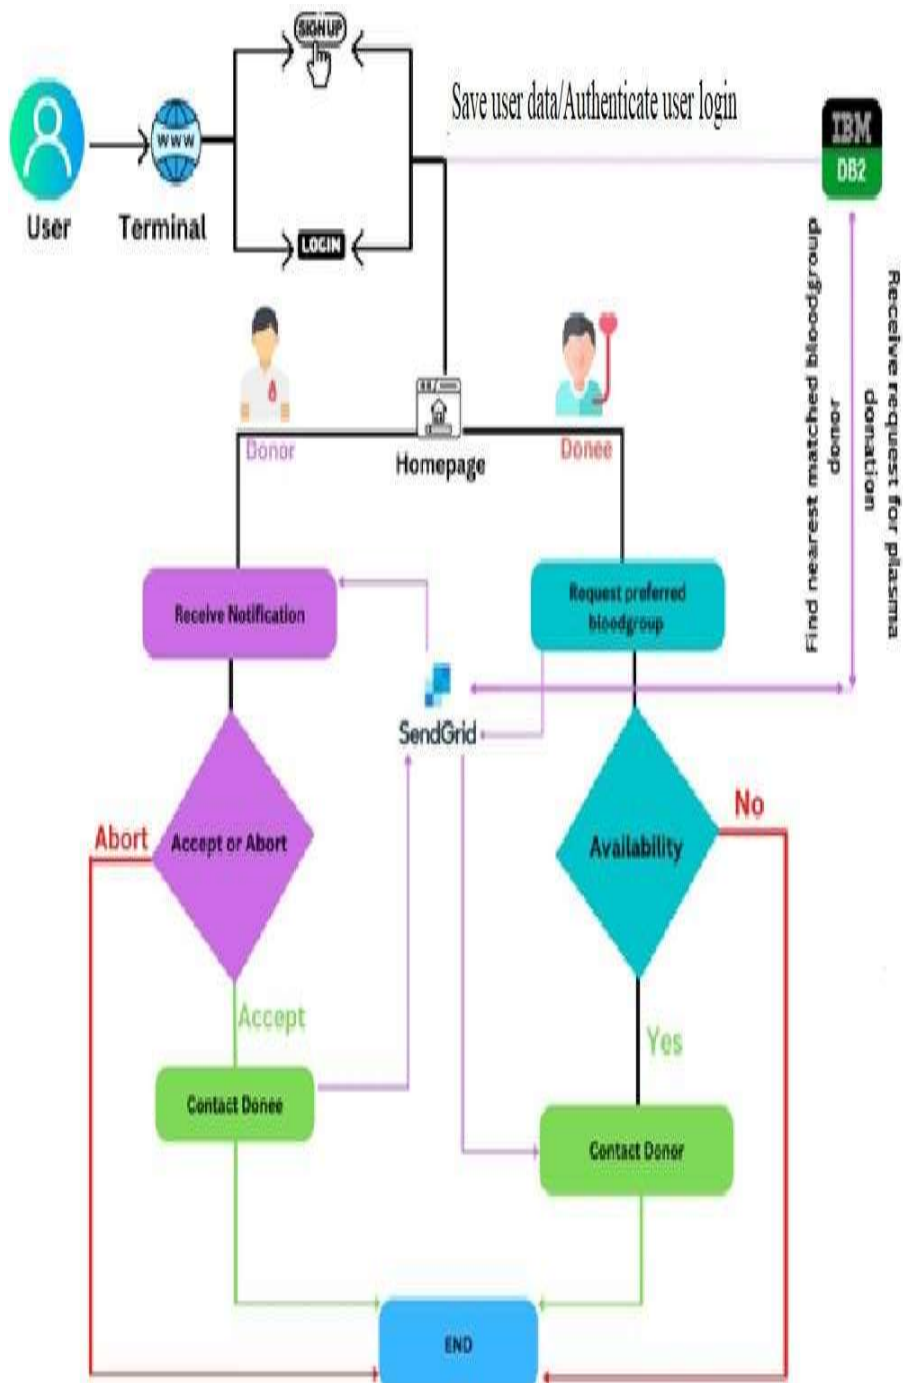 SIGN UP
Save user data/Authenticate user login
IBM
DB2
WWW
User
Terminal
LOGIN
Find nearest matched bloodgroup
donor
Receive request for plasma
donation
Donor
Homepage
Donee
Receive Notification
Request preferred
bloodgroup
SendGrid
Abort
Accept or Abort
No
Availability
Accept
Yes
Contact Donee
Contact Donor
END